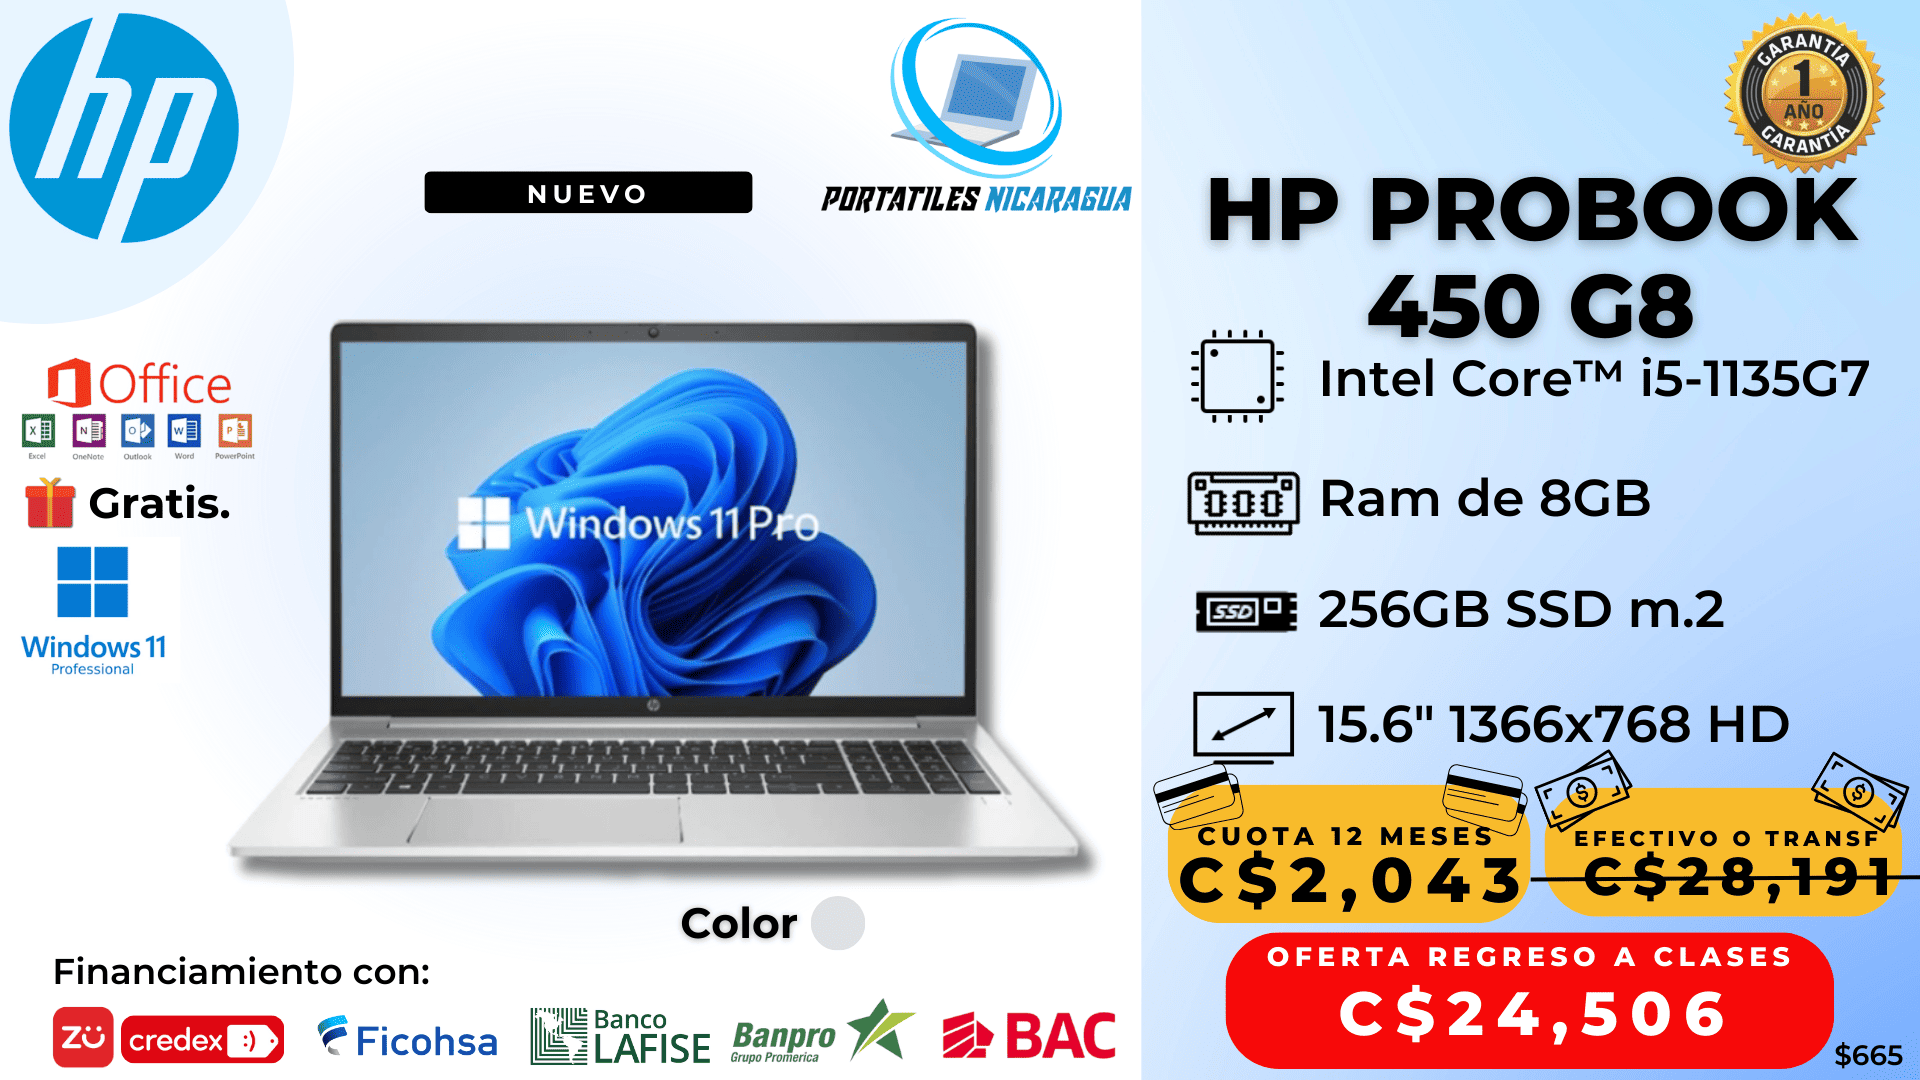 hp
NUEVO
PORTATILES NICARAGUA
Office
Excel
OneNote
Outlook
Word
PowerPoint
Gratis.
Windows 11
Professional
Windows 11 Pro
Color
Financiamiento con:
zü
credex
Ficohsa
Banco
LAFISE
Banpro
Grupo Promerica
BAC
GARANTÍA
1
AÑO
GARANTÍA
HP PROBOOK
450 G8
Intel Core™ i5-1135G7
Ram de 8GB
SSD
256GB SSD m.2
15.6" 1366x768 HD
CUOTA 12 MESES
C$2,043
EFECTIVO O TRANSF
C$28,191
OFERTA REGRESO A CLASES
C$24,506
$665